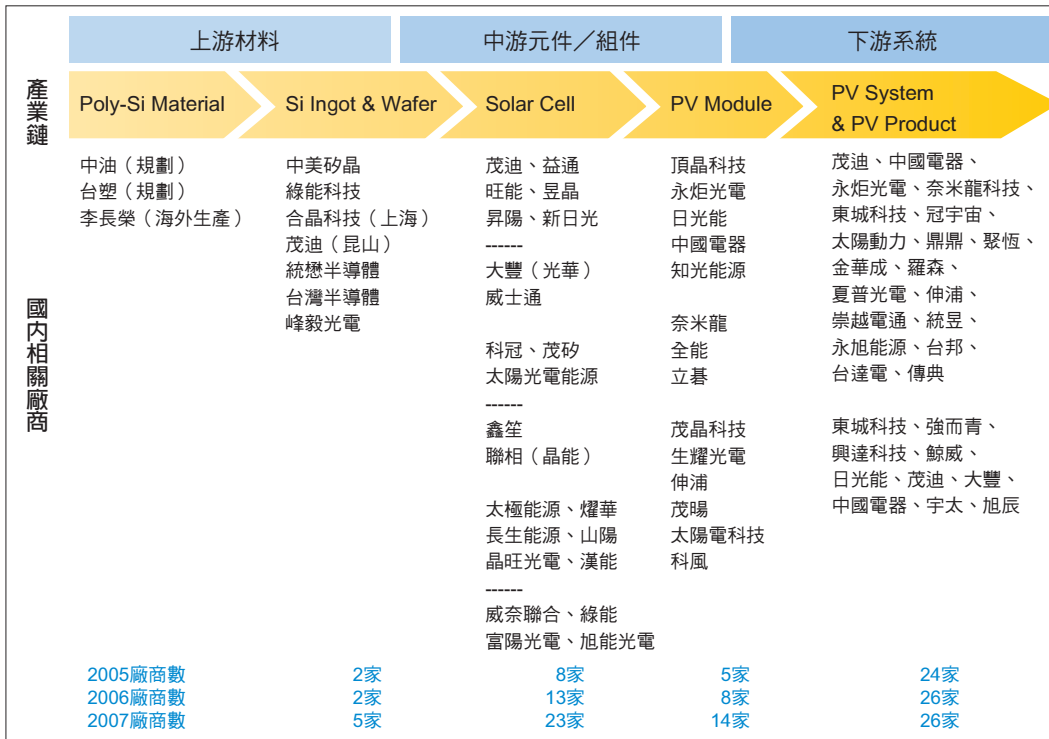 上游材料
中游元件／組件
下游系統
產業鏈
Poly-Si Material
Si Ingot & Wafer
Solar Cell
PV Module
PV System
& PV Product
國內相關廠商
中油（規劃）
台塑（規劃）
李長榮（海外生產）
中美矽晶
綠能科技
合晶科技（上海）
茂迪（昆山）
統懋半導體
台灣半導體
峰毅光電
茂迪、益通
旺能、昱晶
昇陽、新日光
------
大豐（光華）
威士通
科冠、茂矽
太陽光電能源
------
鑫笙
聯相（晶能）
太極能源、燿華
長生能源、山陽
晶旺光電、漢能
------
威奈聯合、綠能
富陽光電、旭能光電
頂晶科技
永炬光電
日光能
中國電器
知光能源
奈米龍
全能
立碁
茂晶科技
生耀光電
伸浦
茂暘
太陽電科技
科風
茂迪、中國電器、
永炬光電、奈米龍科技、
東城科技、冠宇宙、
太陽動力、鼎鼎、聚恆、
金華成、羅森、
夏普光電、伸浦、
崇越電通、統昱、
永旭能源、台邦、
台達電、傳典
東城科技、強而青、
興達科技、鯨威、
日光能、茂迪、大豐、
中國電器、宇太、旭辰
2005廠商數 2家 8家 5家 24家
2006廠商數 2家 13家 8家 26家
2007廠商數 5家 23家 14家 26家